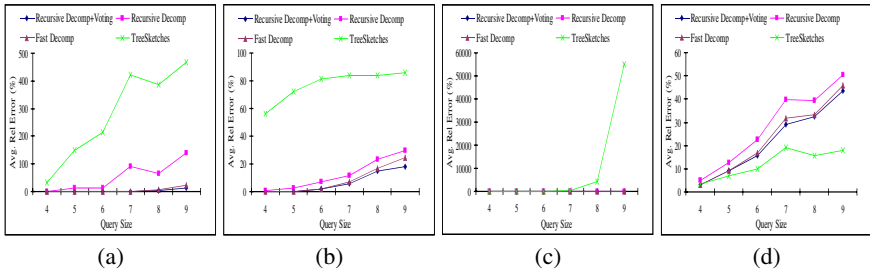 Recursive Decomp+Voting Recursive Decomp
Fast Decomp TreeSketches
Avg. Rel Error (%)
500
400
300
200
100
0
4 5 6 7 8 9
Query Size
(a)
Recursive Decomp+Voting Recursive Decomp
Fast Decomp TreeSketches
Avg. Rel Error (%)
100
80
60
40
20
0
4 5 6 7 8 9
Query Size
(b)
Recursive Decomp+Voting Recursive Decomp
Fast Decomp TreeSketches
Avg. Rel Error (%)
60000
50000
40000
30000
20000
10000
0
4 5 6 7 8 9
Query Size
(c)
Recursive Decomp+Voting Recursive Decomp
Fast Decomp TreeSketches
Avg. Rel Error (%)
60
50
40
30
20
10
0
4 5 6 7 8 9
Query Size
(d)